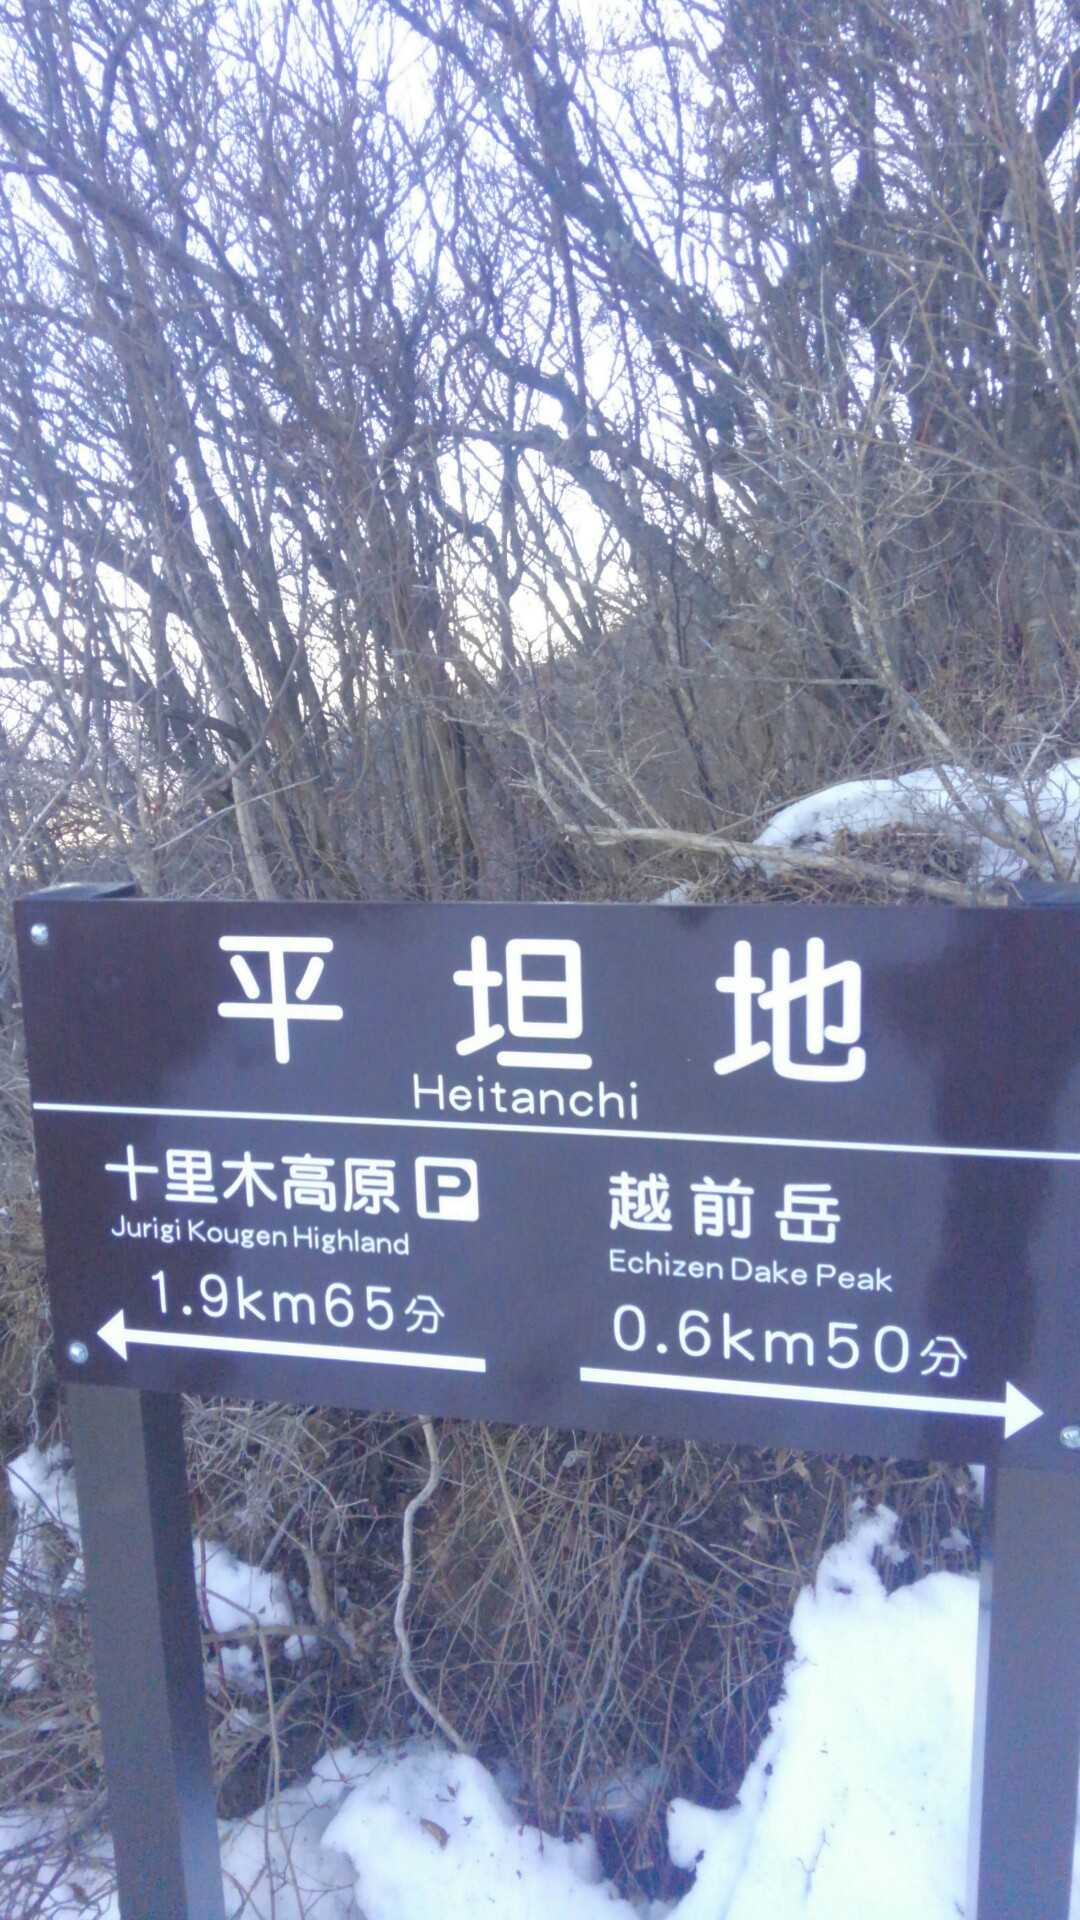 平坦地
Heitanchi
十里木高原 P
Jurigi Kougen Highland
1.9km65分
越前岳
Echizen Dake Peak
0.6km50分